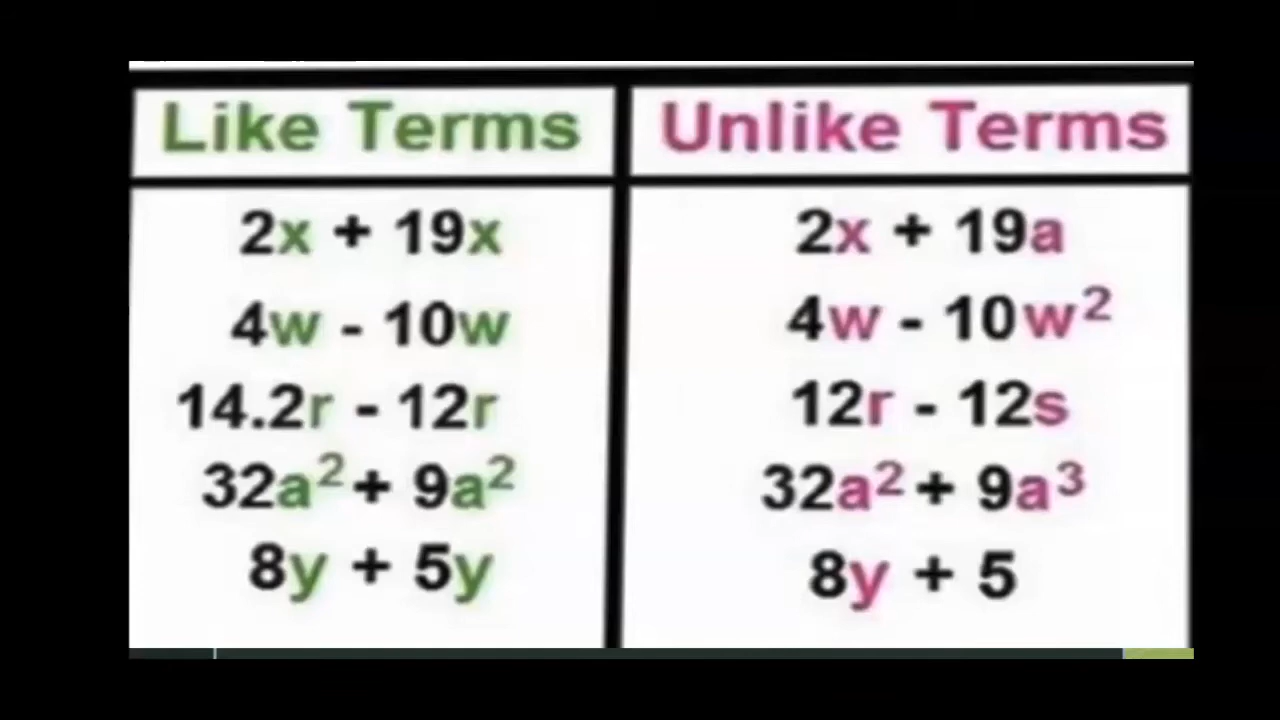 Like Terms Unlike Terms
2x + 19x 2x + 19a
4w - 10w 4w - 10w²
14.2r - 12r 12r - 12s
32a² + 9a² 32a² + 9a³
8y + 5y 8y + 5